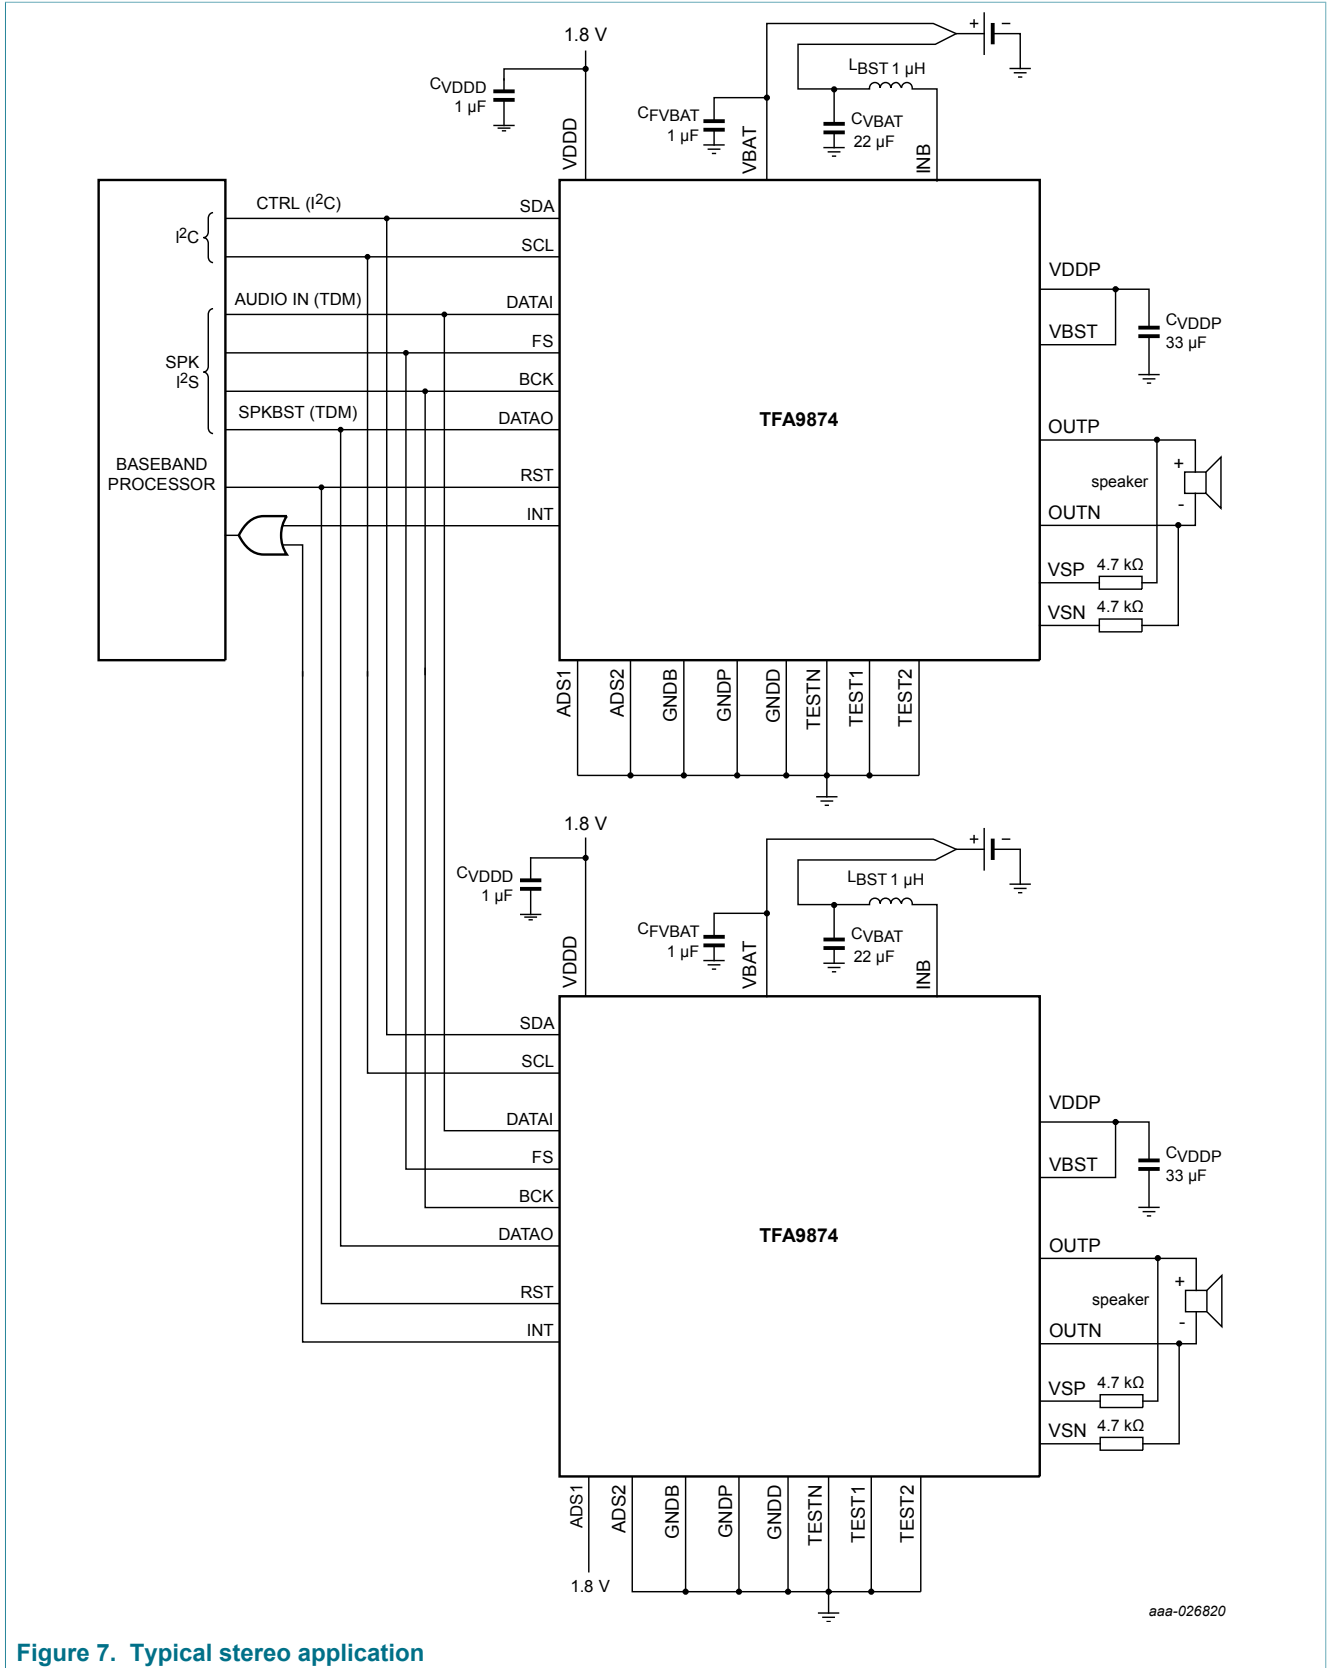 1.8 V
CVDDD
1 µF
VDDD
CFVBAT
1 µF
VBAT
LBST 1 µH
CVBAT
22 µF
INB
+
−
BASEBAND
PROCESSOR
I2C
SPK
I2S
CTRL (I2C)
AUDIO IN (TDM)
SPKBST (TDM)
SDA
SCL
DATAI
FS
BCK
DATAO
RST
INT
TFA9874
VDDP
VBST
CVDDP
33 µF
OUTP
speaker
+
-
OUTN
VSP
4.7 kΩ
VSN
4.7 kΩ
ADS1
ADS2
GNDB
GNDP
GNDD
TESTN
TEST1
TEST2
1.8 V
CVDDD
1 µF
VDDD
CFVBAT
1 µF
VBAT
LBST 1 µH
CVBAT
22 µF
INB
+
−
SDA
SCL
DATAI
FS
BCK
DATAO
RST
INT
TFA9874
VDDP
VBST
CVDDP
33 µF
OUTP
speaker
+
-
OUTN
VSP
4.7 kΩ
VSN
4.7 kΩ
ADS1
ADS2
GNDB
GNDP
GNDD
TESTN
TEST1
TEST2
1.8 V
aaa-026820
Figure 7. Typical stereo application